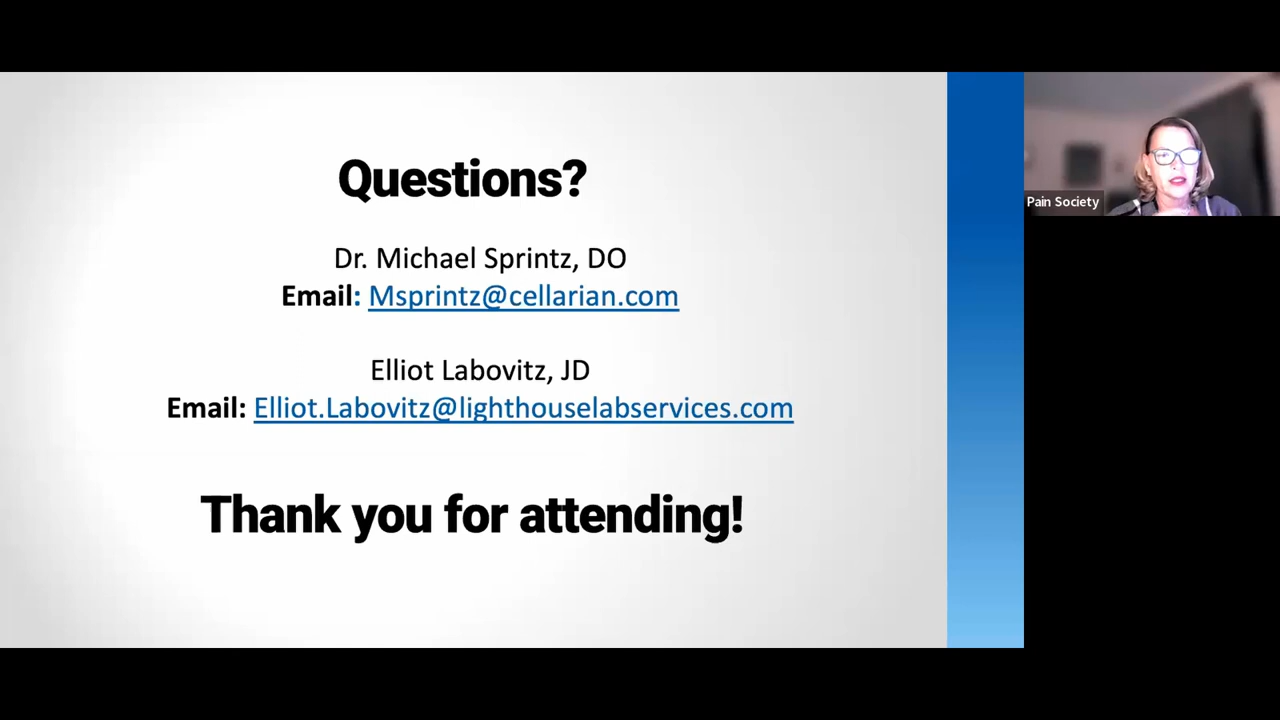 Questions?
Dr. Michael Sprintz, DO
Email: Msprintz@cellarian.com
Elliot Labovitz, JD
Email: Elliot.Labovitz@lighthouselabservices.com
Thank you for attending!
Pain Society